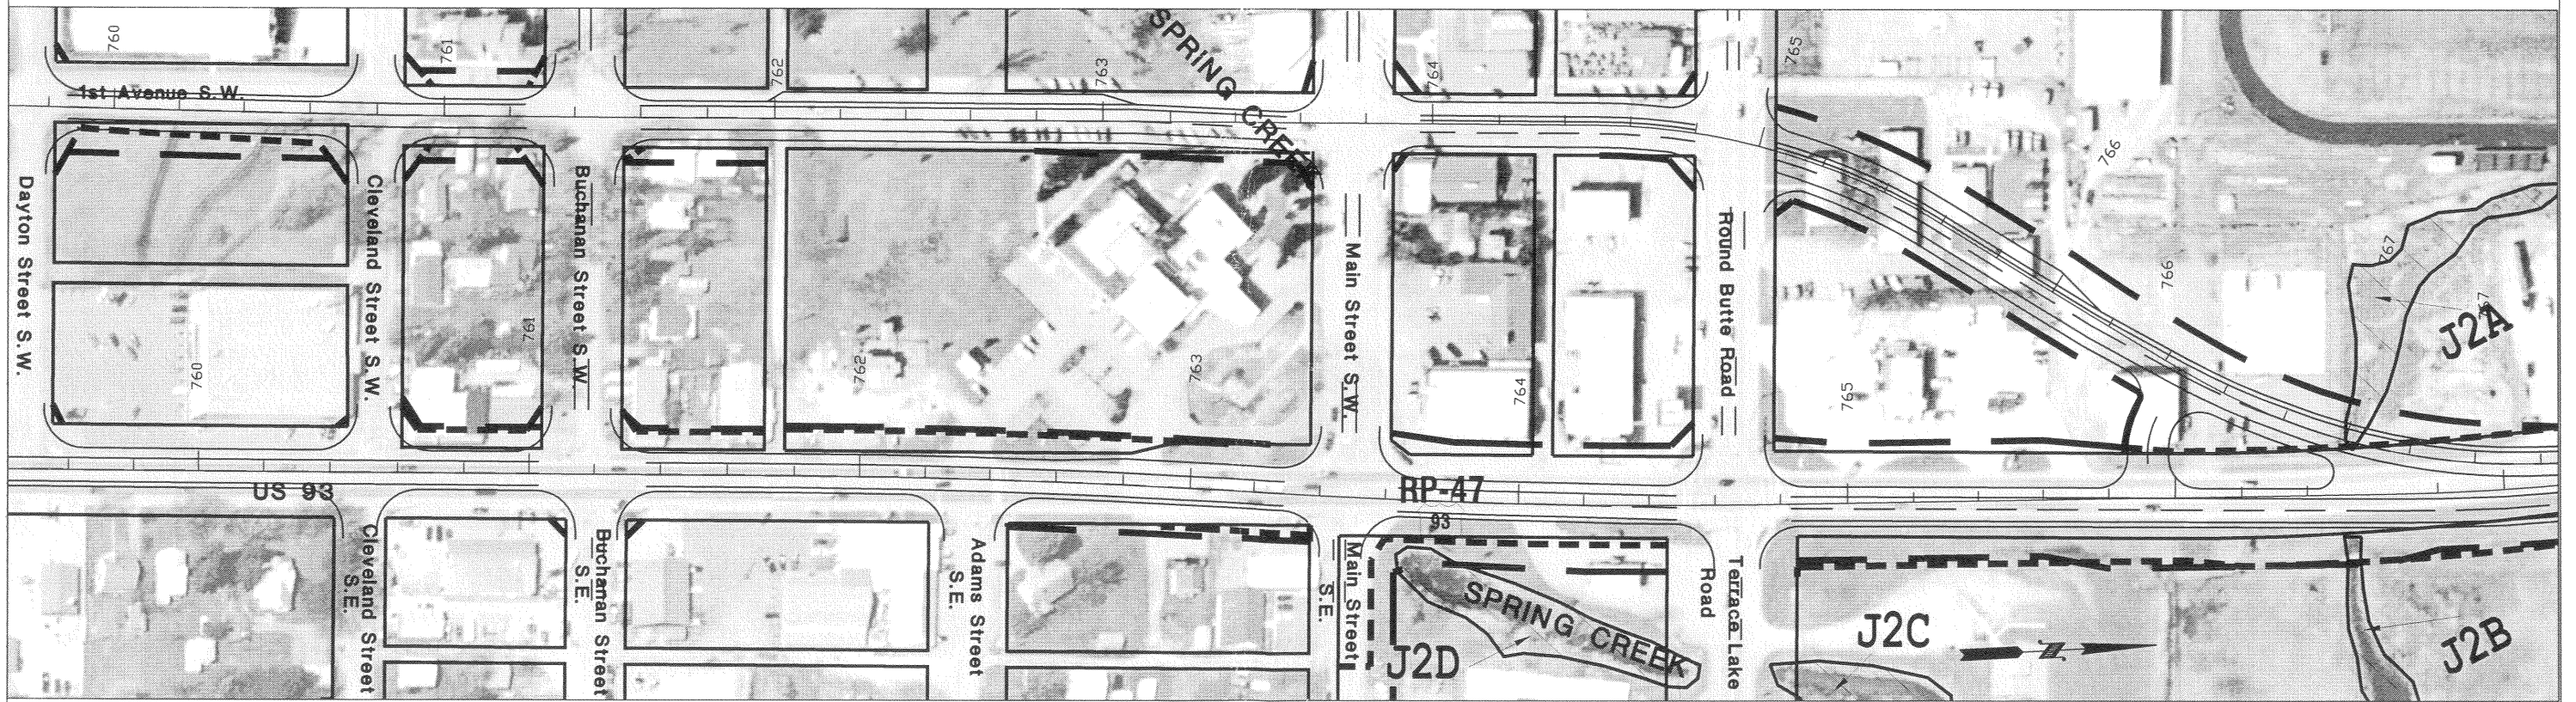 760
761
762
763
SPRING CREEK
764
765
1st Avenue S.W.
766
Dayton Street S.W.
Cleveland Street S.W.
Buchanan Street S.W.
Main Street S.W.
Round Butte Road
767
766
J2A
760
761
762
763
764
765
US 93
RP-47
93
Cleveland Street
S.E.
Buchanan Street
S.E.
Adams Street
S.E.
Main Street
S.E.
SPRING CREEK
J2D
Terrace Lake
Road
J2C
J2B